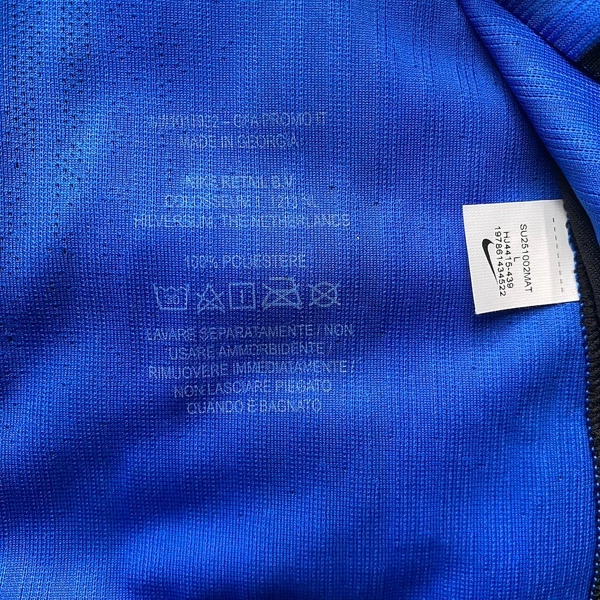 MADE IN GEORGIA
NIKE RETAIL B.V.
COLOSSEUM 1, 1213 NL
HILVERSUM, THE NETHERLANDS
100% POLIESTERE
30
LAVARE SEPARATAMENTE / NON
USARE AMMORBIDENTE /
RIMUOVERE IMMEDIATAMENTE /
NON LASCIARE PIEGATO
QUANDO È BAGNATO
SU251002MAT
L
HJ4415-439
197861434522